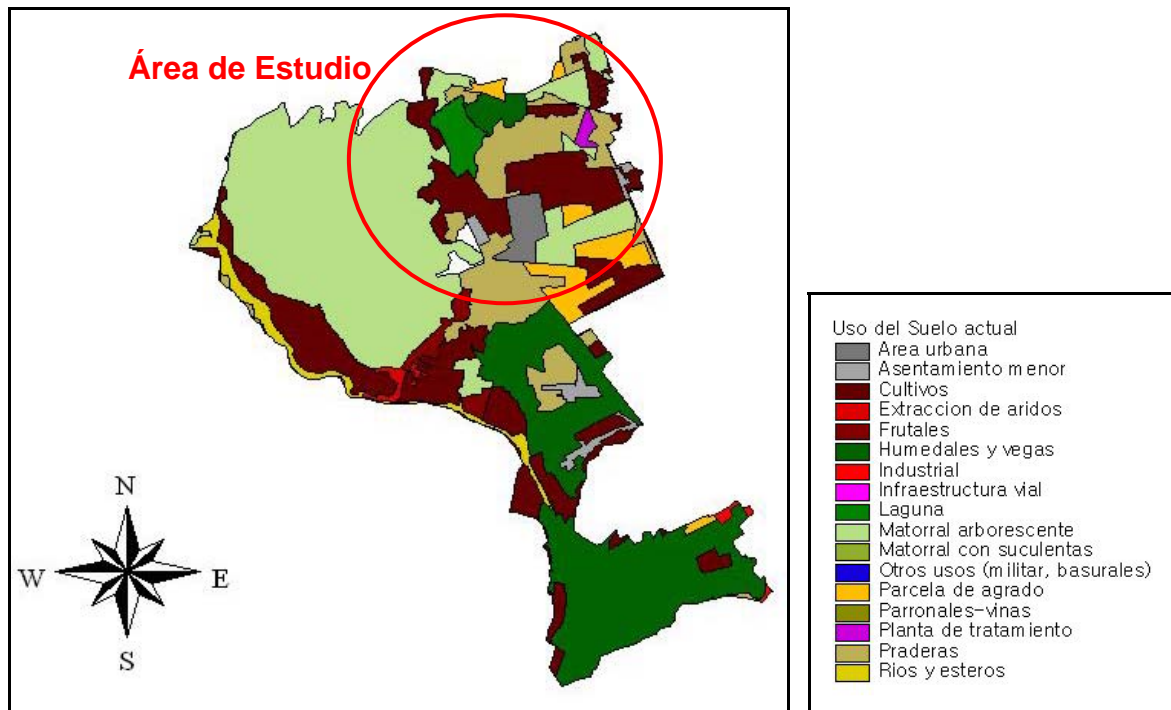 Área de Estudio
N
W
E
S
Uso del Suelo actual
Area urbana
Asentamiento menor
Cultivos
Extraccion de aridos
Frutales
Humedales y vegas
Industrial
Infraestructura vial
Laguna
Matorral arborescente
Matorral con suculentas
Otros usos (militar, basurales)
Parcela de agrado
Parronales-vinas
Planta de tratamiento
Praderas
Rios y esteros